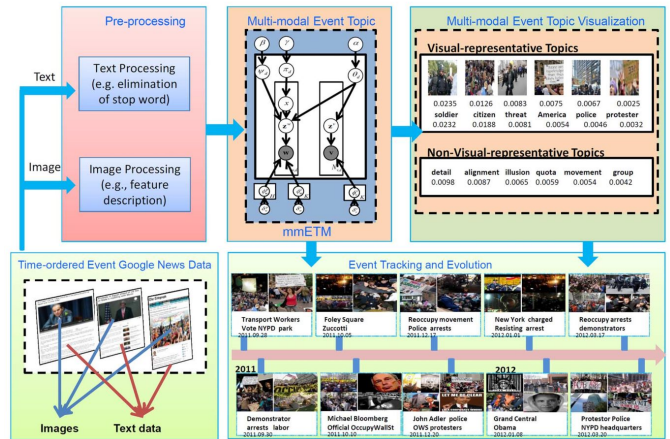 Pre-processing
Text
Text Processing
(e.g. elimination
of stop word)
Image
Image Processing
(e.g., feature
description)
Multi-modal Event Topic
β γ α
x
w v
mmETM
Multi-modal Event Topic Visualization
Visual-representative Topics
0.0235 0.0126 0.0083 0.0075 0.0067 0.0025
soldier citizen threat America police protester
0.0232 0.0188 0.0081 0.0054 0.0046 0.0032
Non-Visual-representative Topics
detail alignment illusion quota movement group
0.0098 0.0087 0.0065 0.0059 0.0054 0.0042
Time-ordered Event Google News Data
Images Text data
Event Tracking and Evolution
Transport Workers
Vote NYPD park
2011.09.28
Foley Square
Zuccotti
2011.10.05
Reoccupy movement
Police arrests
2011.12.17
New York charged
Resisting arrest
2012.01.01
Reoccupy arrests
demonstrators
2012.03.17
2011 2012
Demonstrator
arrests labor
2011.09.30
Michael Bloomberg
Official OccupyWallSt
2011.10.10
John Adler police
OWS protesters
2011.12.20
Grand Central
Obama
2012.01.08
Protestor Police
NYPD headquarters
2012.03.20